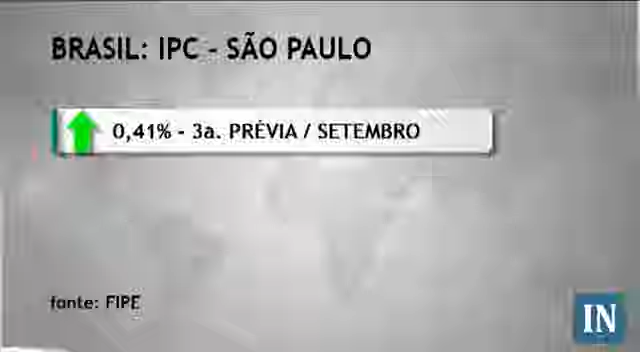 BRASIL: IPC - SÃO PAULO
0,41% - 3a. PRÉVIA / SETEMBRO
fonte: FIPE
IN